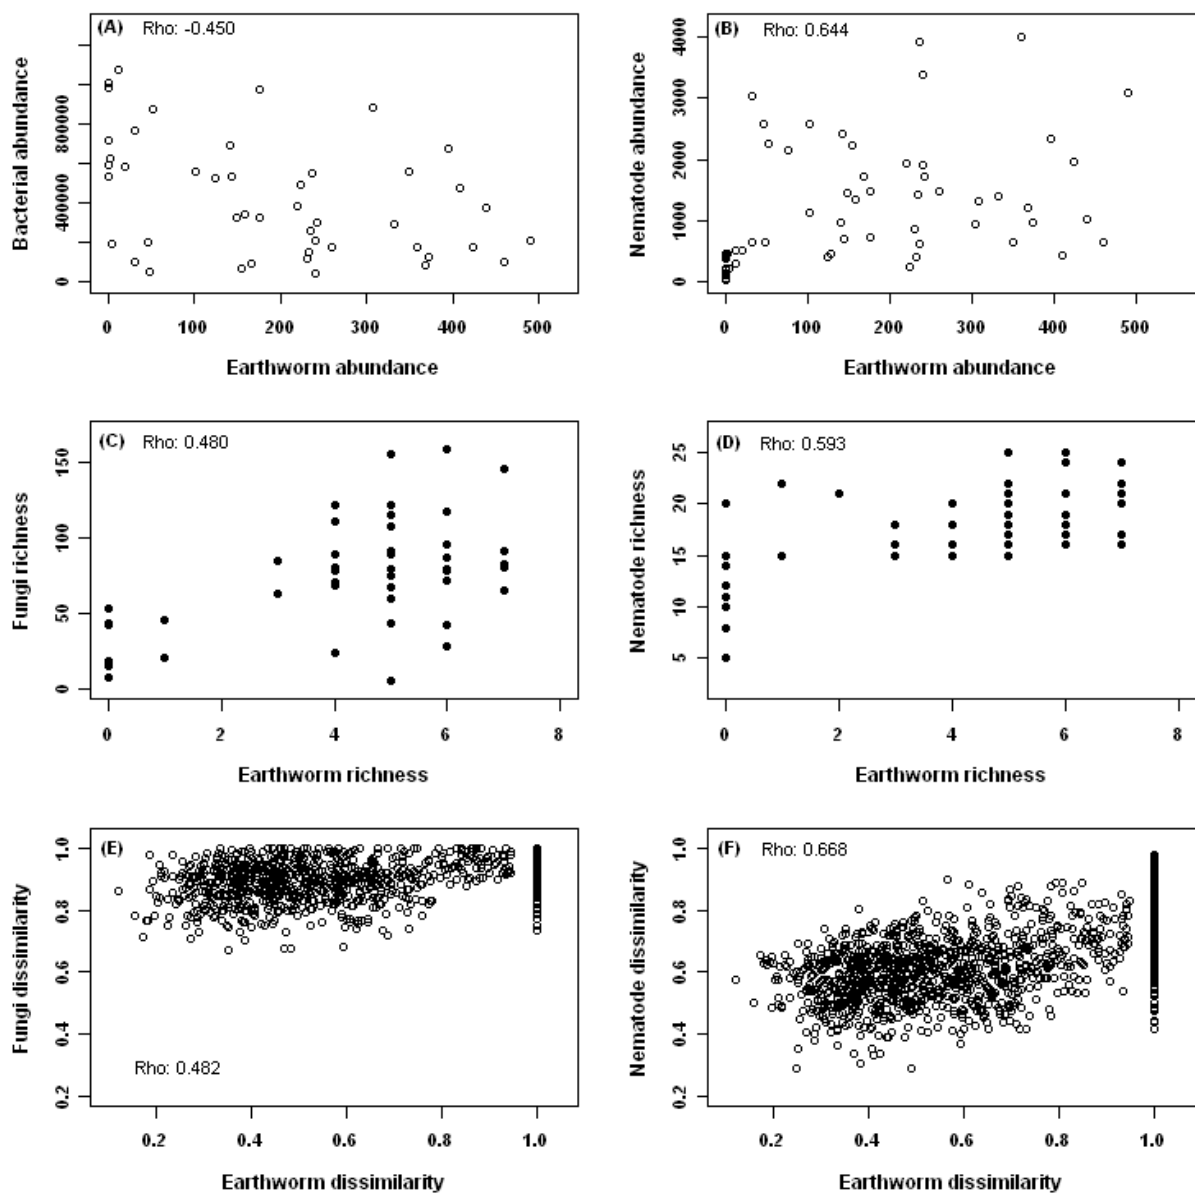 (A) Rho: -0.450
Bacterial abundance
0 400000 800000
0 100 200 300 400 500
Earthworm abundance
(B) Rho: 0.644
Nematode abundance
0 1000 2000 3000 4000
0 100 200 300 400 500
Earthworm abundance
(C) Rho: 0.480
Fungi richness
0 50 100 150
0 2 4 6 8
Earthworm richness
(D) Rho: 0.593
Nematode richness
5 10 15 20 25
0 2 4 6 8
Earthworm richness
(E)
Fungi dissimilarity
0.2 0.4 0.6 0.8 1.0
Rho: 0.482
0.2 0.4 0.6 0.8 1.0
Earthworm dissimilarity
(F) Rho: 0.668
Nematode dissimilarity
0.2 0.4 0.6 0.8 1.0
0.2 0.4 0.6 0.8 1.0
Earthworm dissimilarity